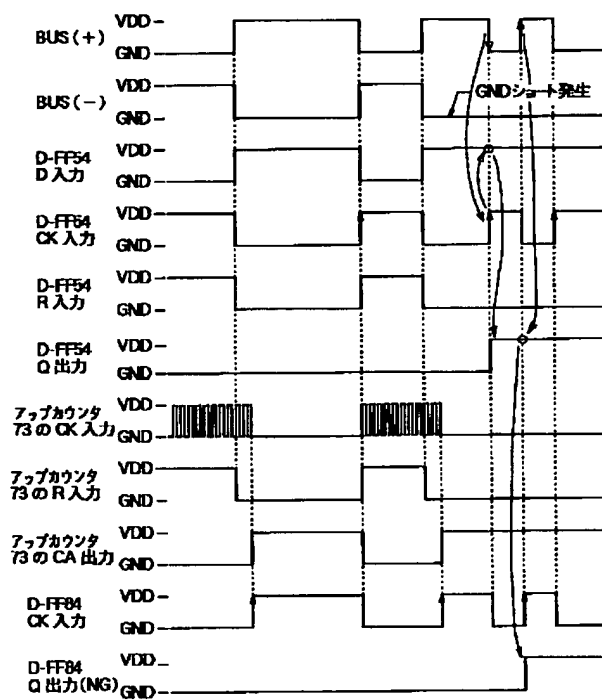 VDD
BUS(+)
GND
VDD
BUS(-)
GNDショート発生
GND
D-FF54
VDD
D入力
GND
D-FF54
VDD
CK入力
GND
D-FF54
VDD
R入力
GND
D-FF54
VDD
Q出力
GND
アップカウンタ
VDD
73のCK入力
GND
アップカウンタ
VDD
73のR入力
GND
アップカウンタ
VDD
73のCA出力
GND
D-FF84
VDD
CK入力
GND
D-FF84
VDD
Q出力(NG)
GND